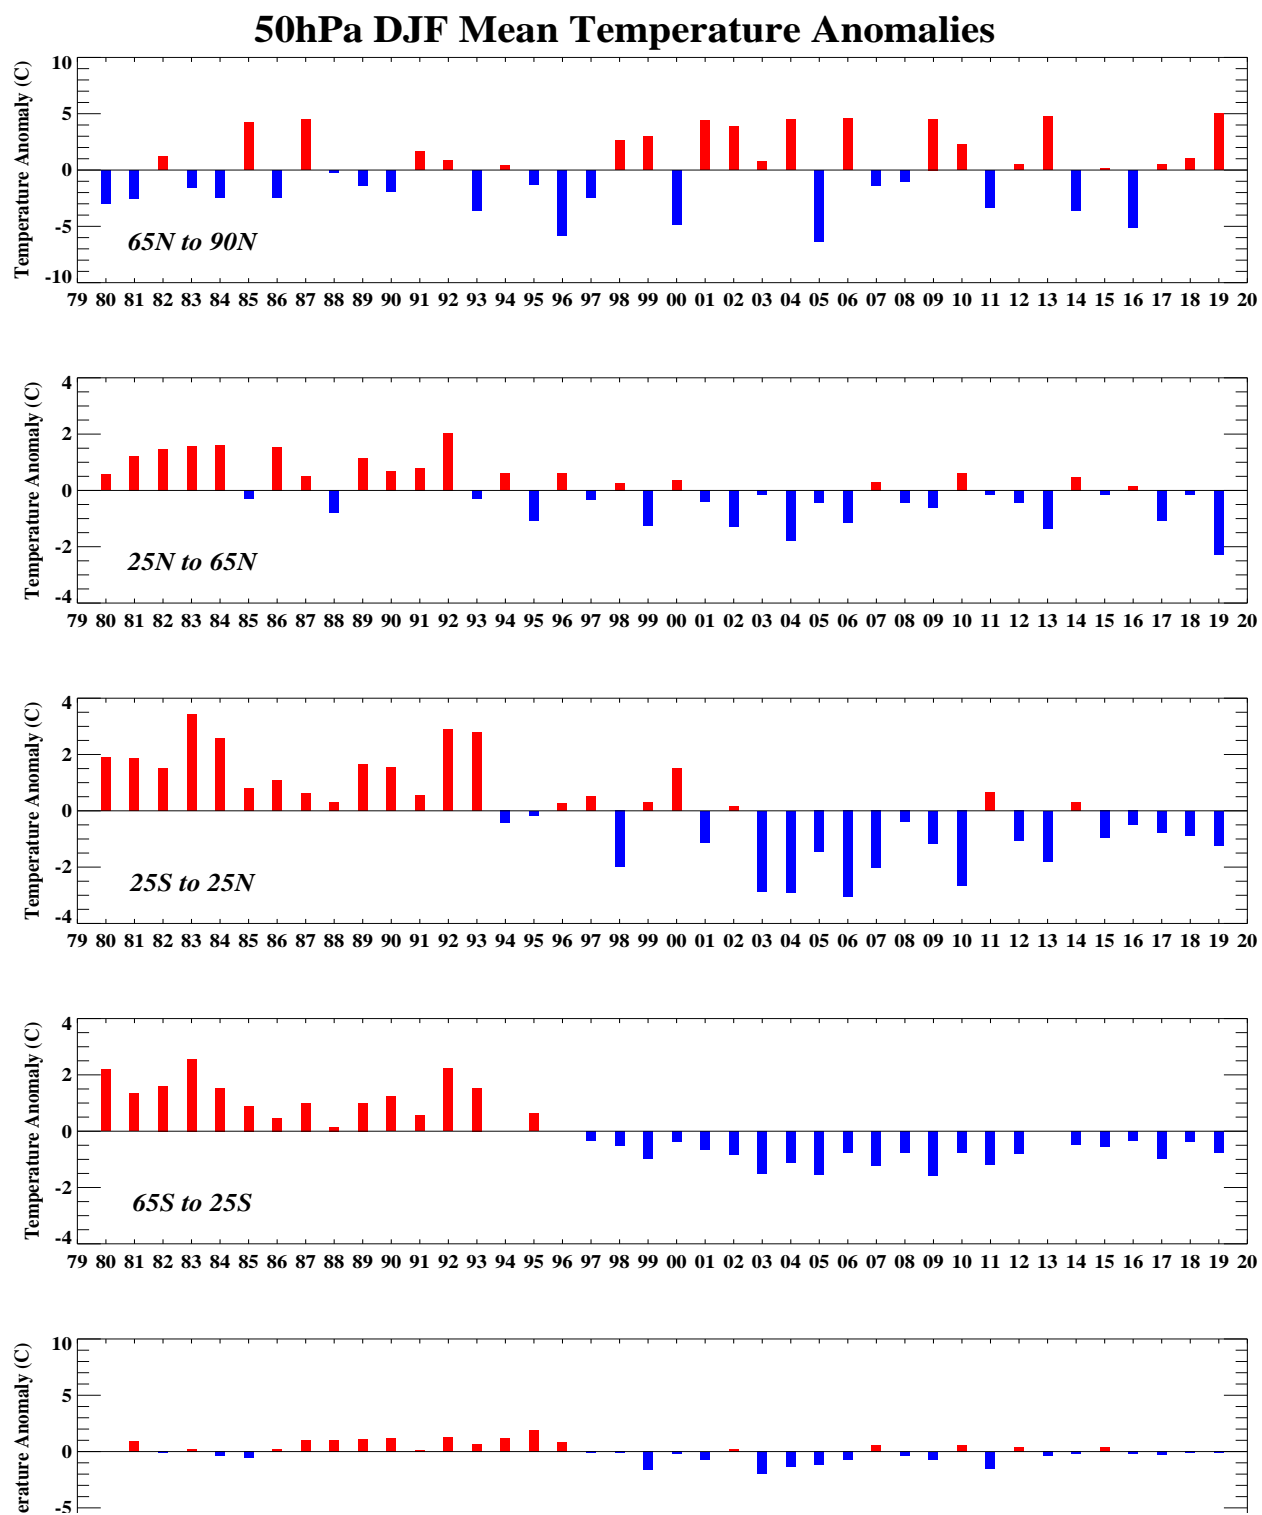 50hPa DJF Mean Temperature Anomalies
Temperature Anomaly (C)
10
5
0
-5
-10
65N to 90N
79 80 81 82 83 84 85 86 87 88 89 90 91 92 93 94 95 96 97 98 99 00 01 02 03 04 05 06 07 08 09 10 11 12 13 14 15 16 17 18 19 20
Temperature Anomaly (C)
4
2
0
-2
-4
25N to 65N
79 80 81 82 83 84 85 86 87 88 89 90 91 92 93 94 95 96 97 98 99 00 01 02 03 04 05 06 07 08 09 10 11 12 13 14 15 16 17 18 19 20
Temperature Anomaly (C)
4
2
0
-2
-4
25S to 25N
79 80 81 82 83 84 85 86 87 88 89 90 91 92 93 94 95 96 97 98 99 00 01 02 03 04 05 06 07 08 09 10 11 12 13 14 15 16 17 18 19 20
Temperature Anomaly (C)
4
2
0
-2
-4
65S to 25S
79 80 81 82 83 84 85 86 87 88 89 90 91 92 93 94 95 96 97 98 99 00 01 02 03 04 05 06 07 08 09 10 11 12 13 14 15 16 17 18 19 20
erature Anomaly (C)
10
5
0
-5